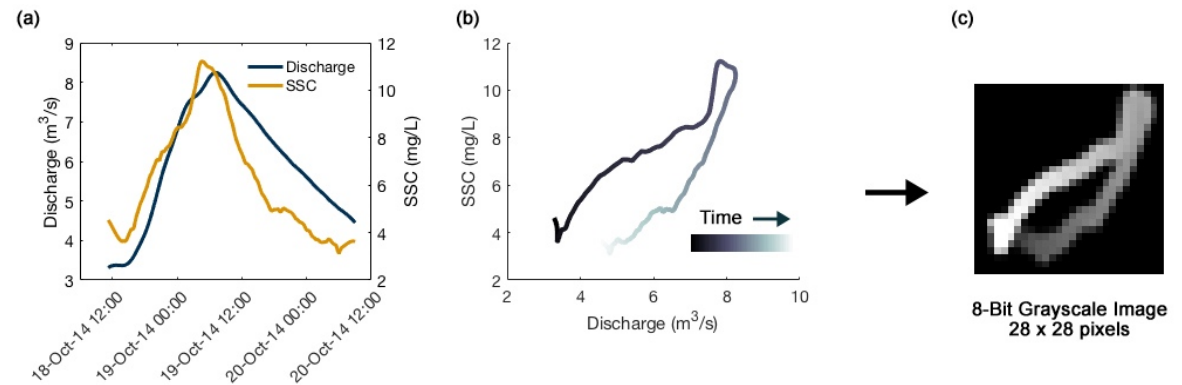 (a)
9
8
7
6
5
4
3
Discharge (m³/s)
12
10
8
6
4
2
SSC (mg/L)
Discharge
SSC
18-Oct-14 12:00
19-Oct-14 00:00
19-Oct-14 12:00
20-Oct-14 00:00
20-Oct-14 12:00
(b)
12
10
8
6
4
2
SSC (mg/L)
Time
2 4 6 8 10
Discharge (m³/s)
(c)
8-Bit Grayscale Image
28 x 28 pixels